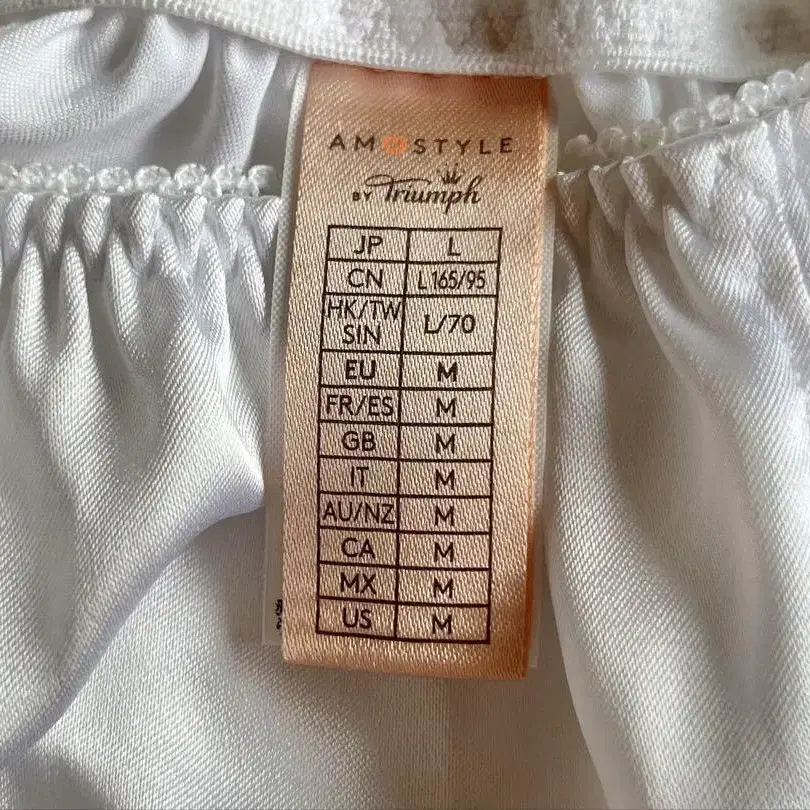 AMOSTYLE
BY Triumph
JP L
CN L 165/95
HK/TW SIN L/70
EU M
FR/ES M
GB M
IT M
AU/NZ M
CA M
MX M
US M